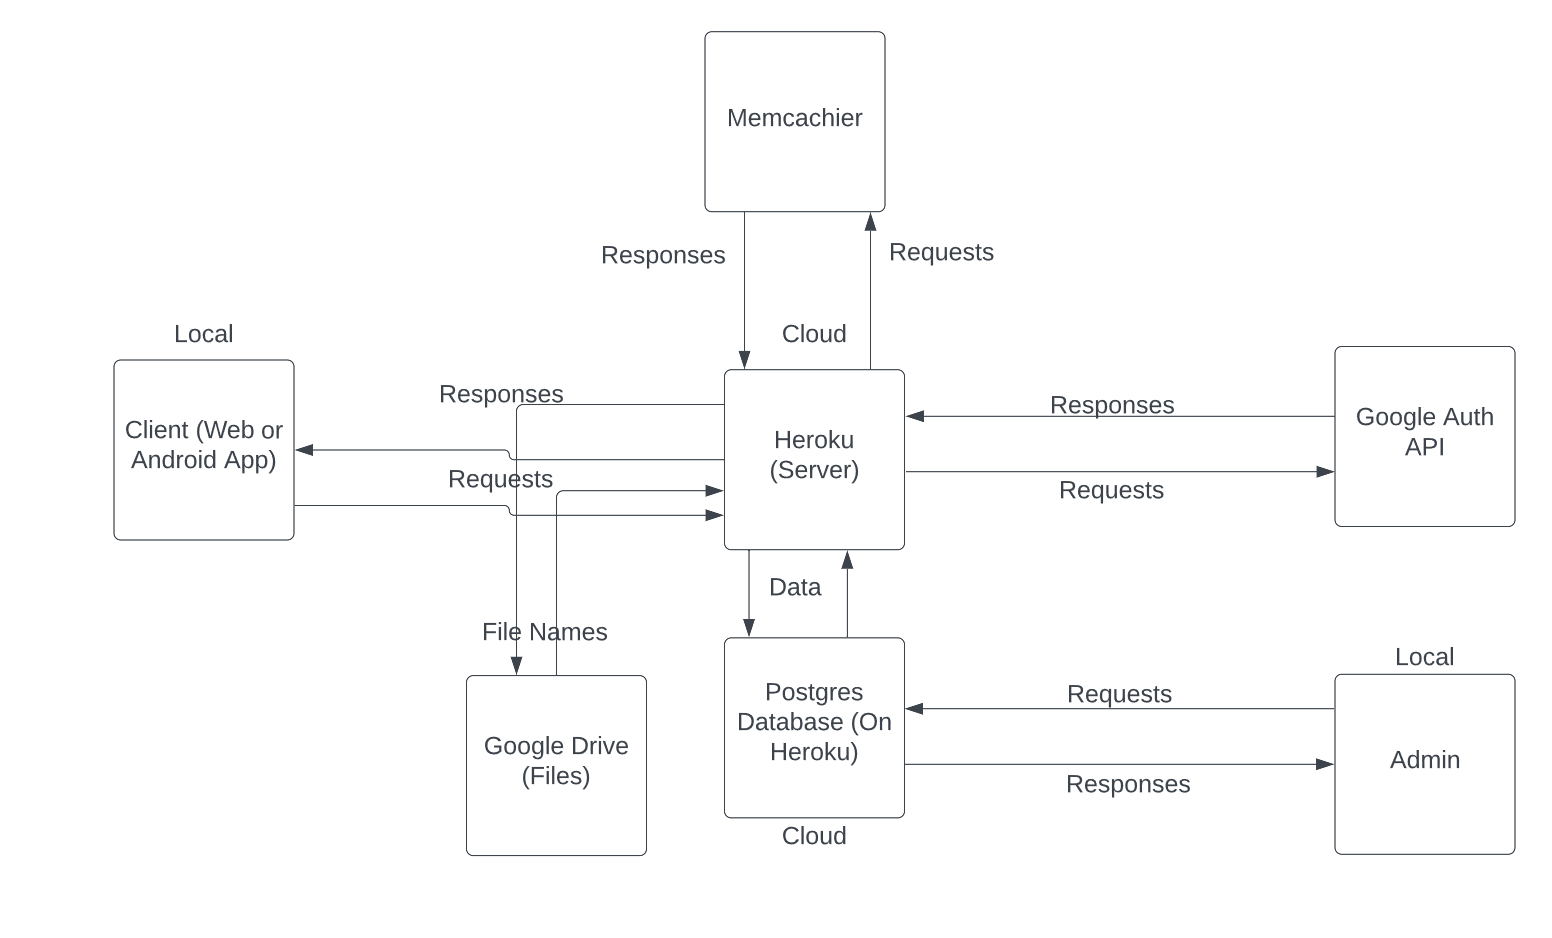 Memcachier
Responses
Requests
Local
Cloud
Client (Web or
Android App)
Responses
Requests
Heroku
(Server)
Responses
Requests
Google Auth
API
Data
File Names
Google Drive
(Files)
Postgres
Database (On
Heroku)
Cloud
Requests
Responses
Local
Admin